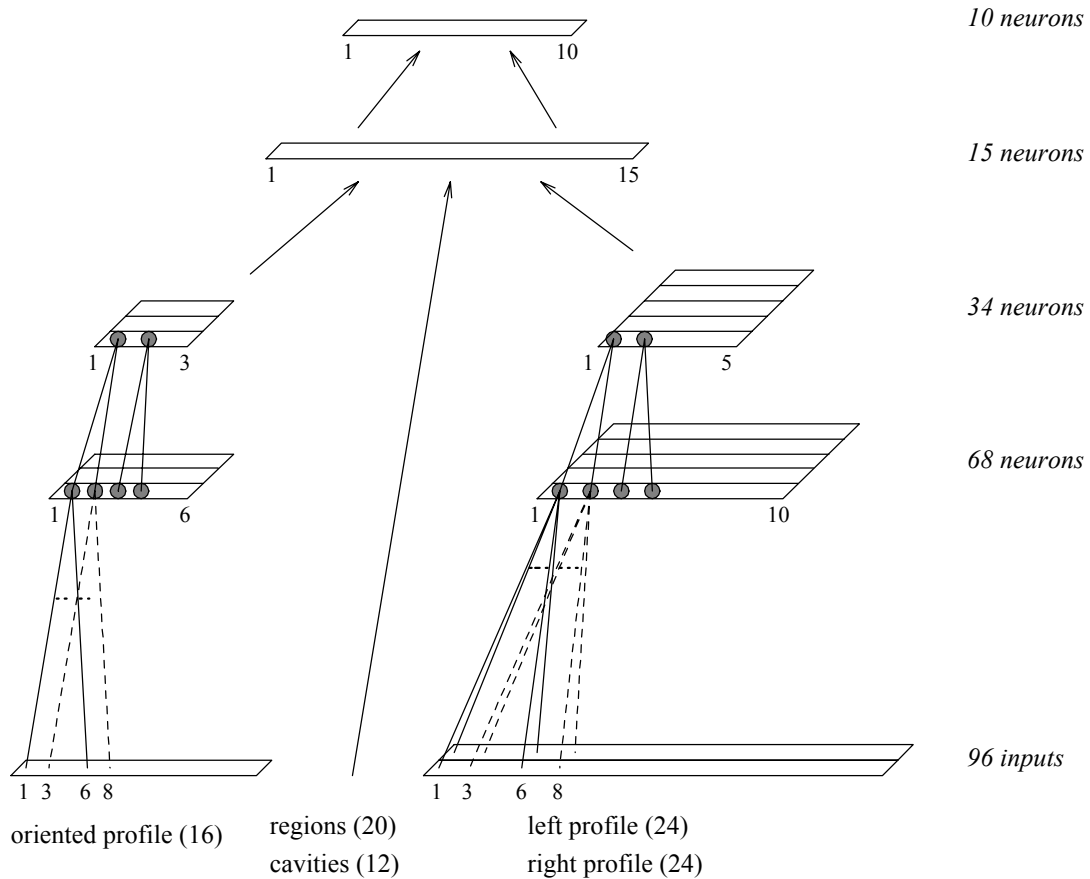 10 neurons
1 10
15 neurons
1 15
34 neurons
1 3
1 5
68 neurons
1 6
1 10
96 inputs
1 3 6 8
1 3 6 8
oriented profile (16)
regions (20)
cavities (12)
left profile (24)
right profile (24)